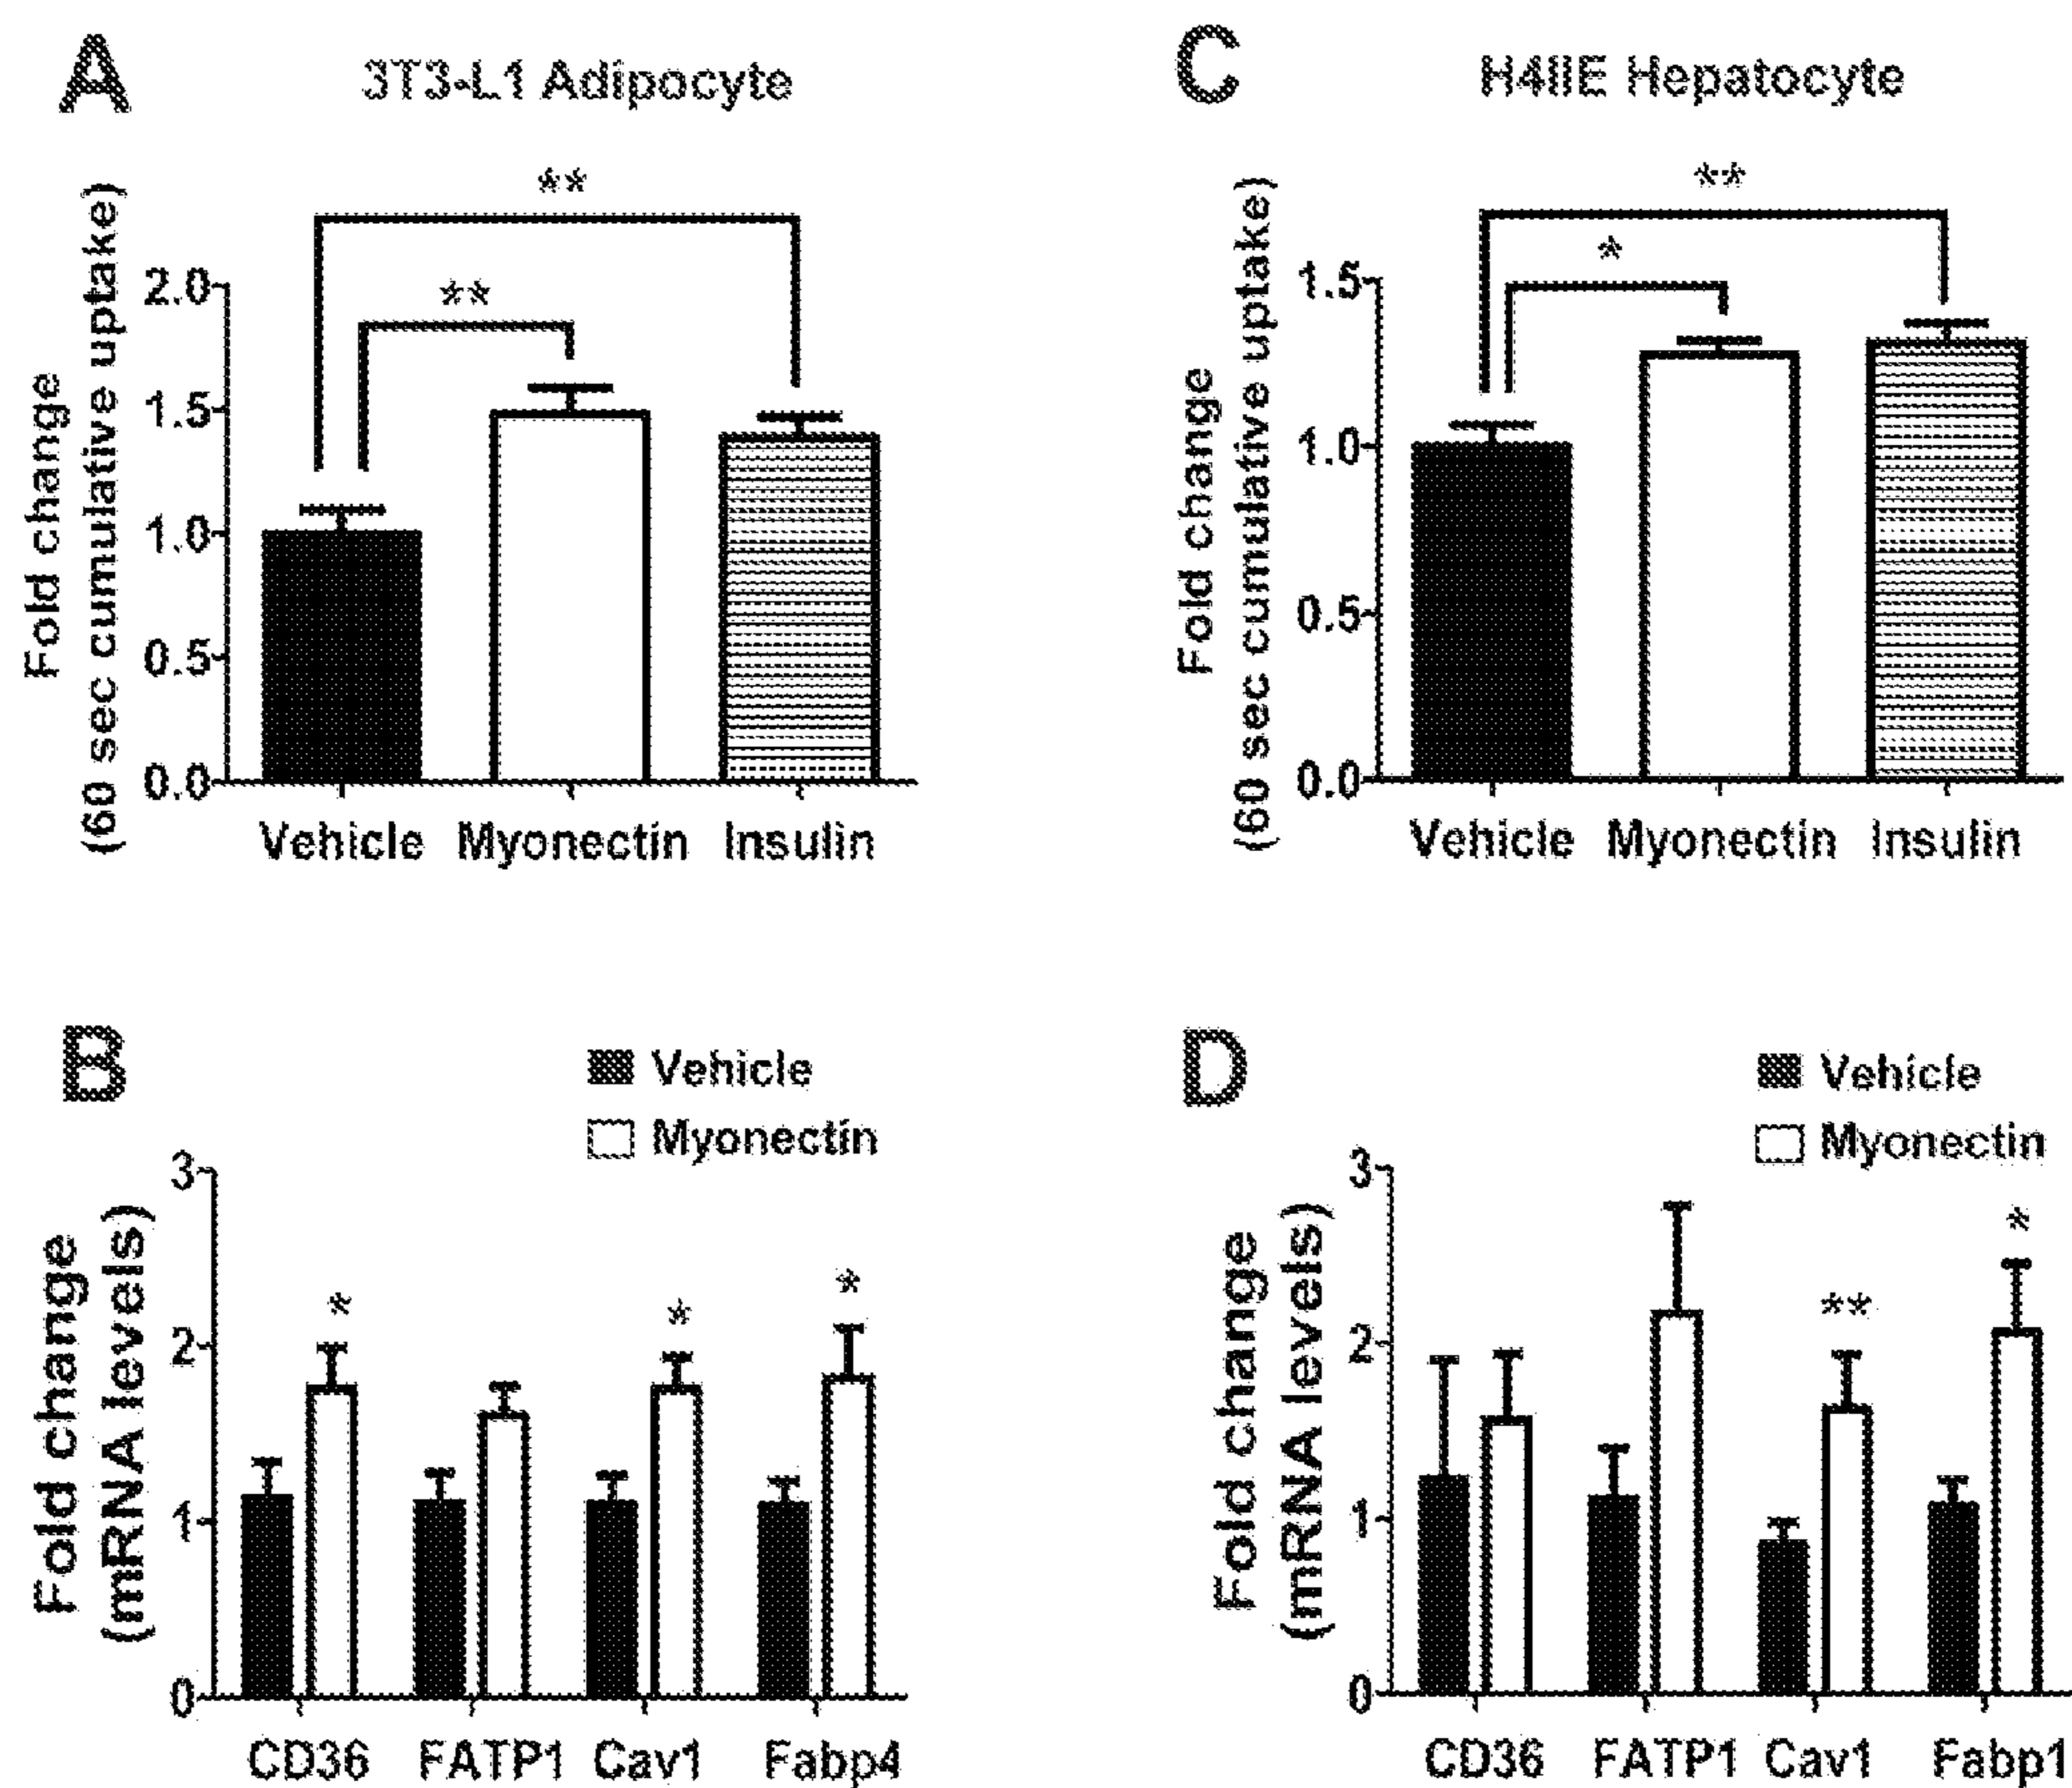 A
3T3-L1 Adipocyte
**
**
Fold change
(60 sec cumulative uptake)
2.0
1.5
1.0
0.5
0.0
Vehicle Myonectin Insulin
C
H4IIE Hepatocyte
**
*
Fold change
(60 sec cumulative uptake)
1.5
1.0
0.5
0.0
Vehicle Myonectin Insulin
B
Vehicle
Myonectin
Fold change
(mRNA levels)
3
2
1
0
*
*
*
CD36 FATP1 Cav1 Fabp4
D
Vehicle
Myonectin
Fold change
(mRNA levels)
3
2
1
0
**
*
CD36 FATP1 Cav1 Fabp1